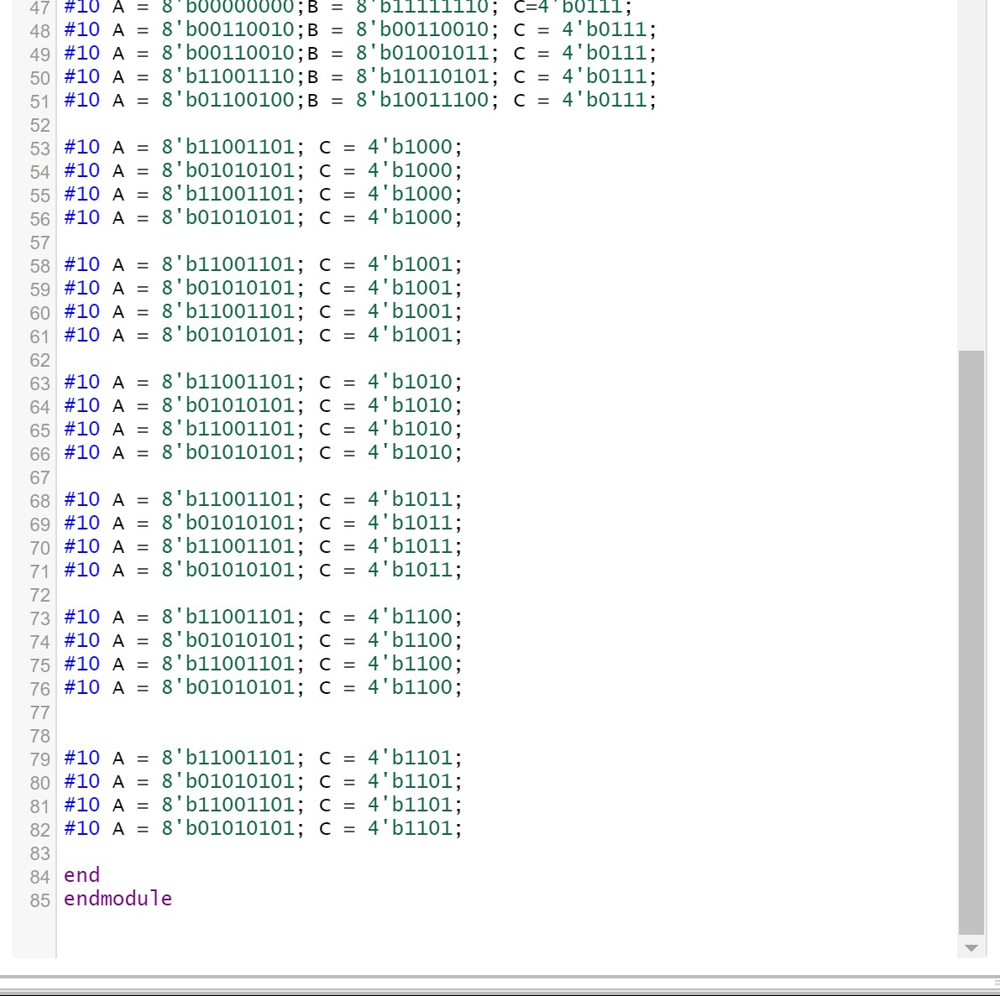 47 #10 A = 8'b00000000;B = 8'b11111110; C=4'b0111;
48 #10 A = 8'b00110010;B = 8'b00110010; C = 4'b0111;
49 #10 A = 8'b00110010;B = 8'b01001011; C = 4'b0111;
50 #10 A = 8'b11001110;B = 8'b10110101; C = 4'b0111;
51 #10 A = 8'b01100100;B = 8'b10011100; C = 4'b0111;
52
53 #10 A = 8'b11001101; C = 4'b1000;
54 #10 A = 8'b01010101; C = 4'b1000;
55 #10 A = 8'b11001101; C = 4'b1000;
56 #10 A = 8'b01010101; C = 4'b1000;
57
58 #10 A = 8'b11001101; C = 4'b1001;
59 #10 A = 8'b01010101; C = 4'b1001;
60 #10 A = 8'b11001101; C = 4'b1001;
61 #10 A = 8'b01010101; C = 4'b1001;
62
63 #10 A = 8'b11001101; C = 4'b1010;
64 #10 A = 8'b01010101; C = 4'b1010;
65 #10 A = 8'b11001101; C = 4'b1010;
66 #10 A = 8'b01010101; C = 4'b1010;
67
68 #10 A = 8'b11001101; C = 4'b1011;
69 #10 A = 8'b01010101; C = 4'b1011;
70 #10 A = 8'b11001101; C = 4'b1011;
71 #10 A = 8'b01010101; C = 4'b1011;
72
73 #10 A = 8'b11001101; C = 4'b1100;
74 #10 A = 8'b01010101; C = 4'b1100;
75 #10 A = 8'b11001101; C = 4'b1100;
76 #10 A = 8'b01010101; C = 4'b1100;
77
78
79 #10 A = 8'b11001101; C = 4'b1101;
80 #10 A = 8'b01010101; C = 4'b1101;
81 #10 A = 8'b11001101; C = 4'b1101;
82 #10 A = 8'b01010101; C = 4'b1101;
83
84 end
85 endmodule